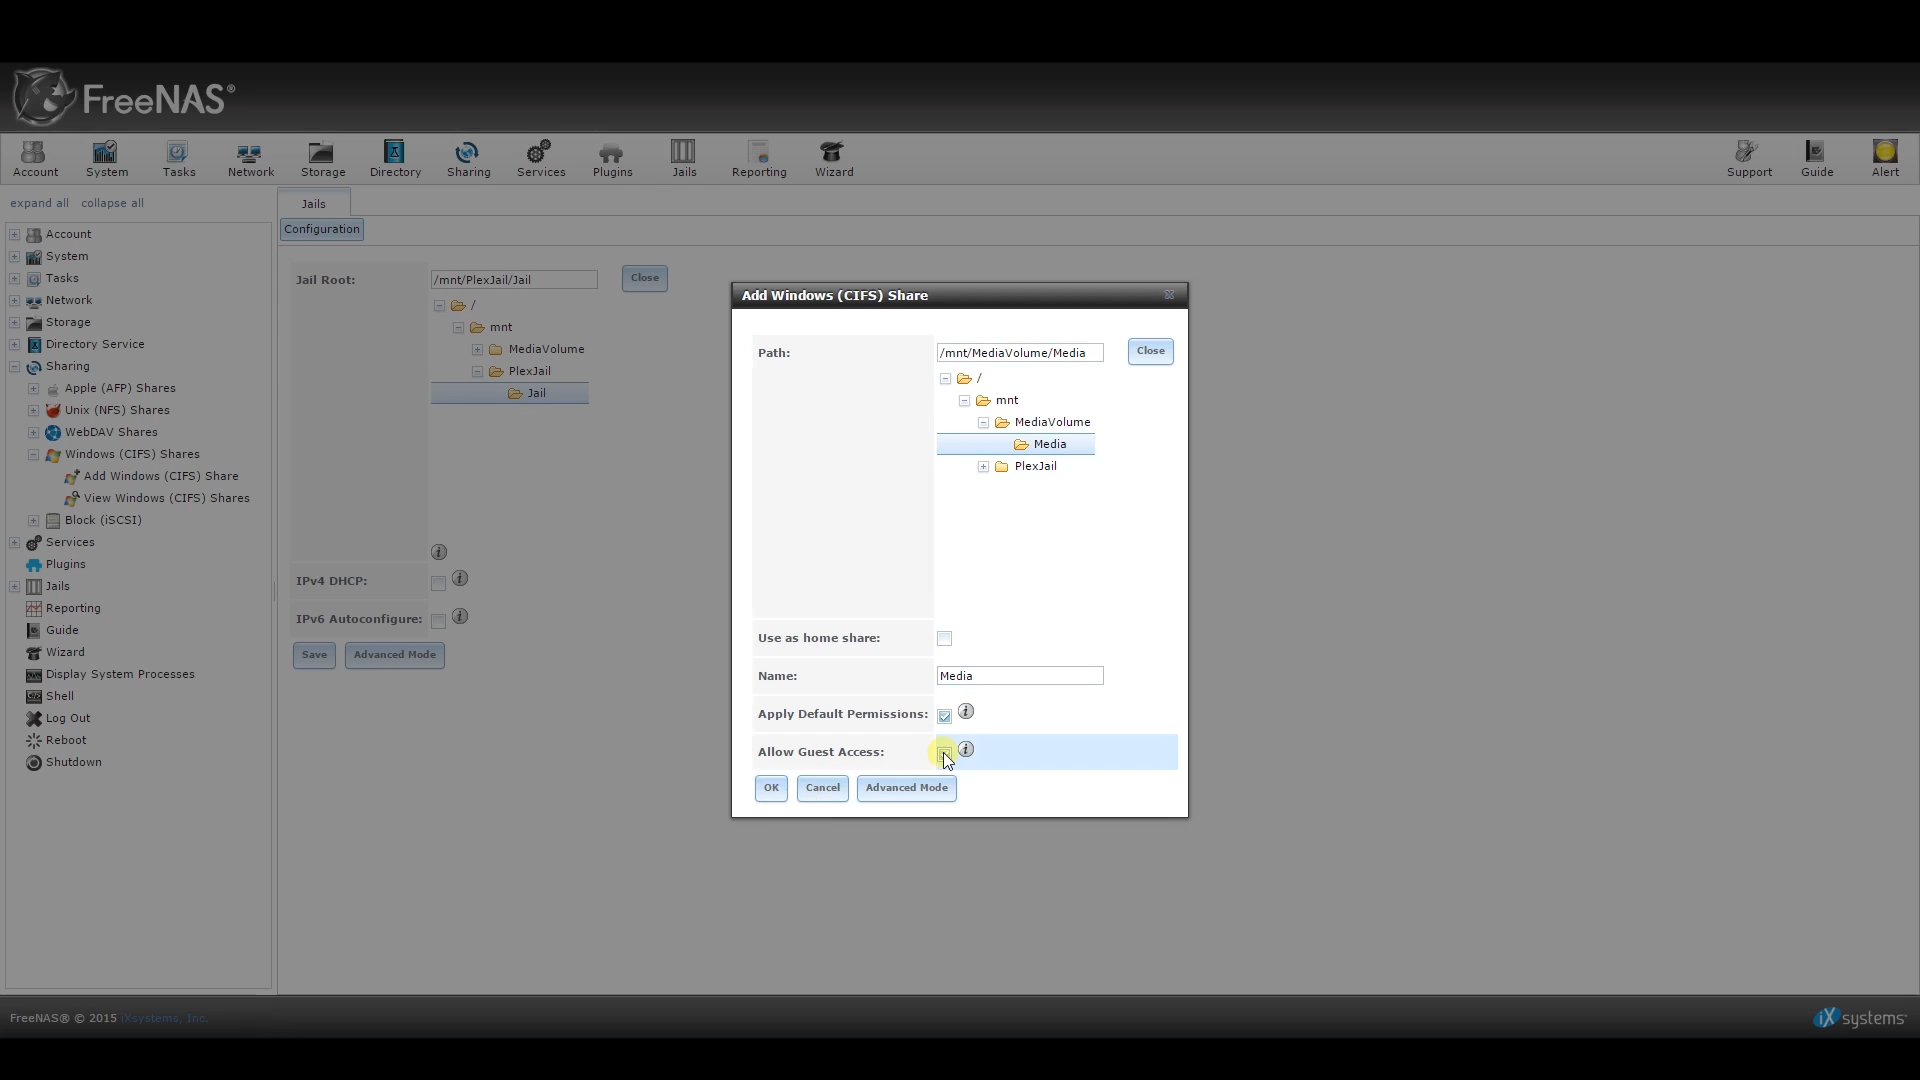 FreeNAS®
Account
System
Tasks
Network
Storage
Directory
Sharing
Services
Plugins
Jails
Reporting
Wizard
Support
Guide
Alert
expand all
collapse all
Account
System
Tasks
Network
Storage
Directory Service
Sharing
Apple (AFP) Shares
Unix (NFS) Shares
WebDAV Shares
Windows (CIFS) Shares
Add Windows (CIFS) Share
View Windows (CIFS) Shares
Block (iSCSI)
Services
Plugins
Jails
Reporting
Guide
Wizard
Display System Processes
Shell
Log Out
Reboot
Shutdown
Jails
Configuration
Jail Root:
/mnt/PlexJail/Jail
Close
/
mnt
MediaVolume
PlexJail
Jail
IPv4 DHCP:
IPv6 Autoconfigure:
Save
Advanced Mode
Add Windows (CIFS) Share
Path:
/mnt/MediaVolume/Media
Close
/
mnt
MediaVolume
Media
PlexJail
Use as home share:
Name:
Media
Apply Default Permissions:
Allow Guest Access:
OK
Cancel
Advanced Mode
FreeNAS® © 2015 iXsystems, Inc.
iXsystems